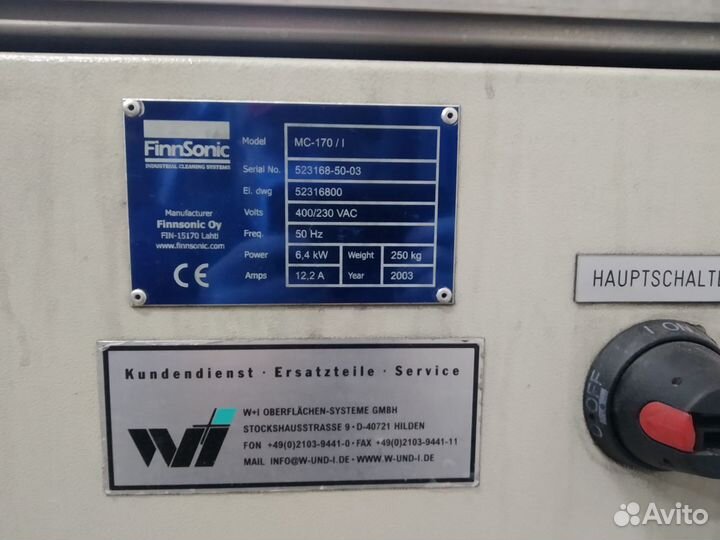 FinnSonic
INDUSTRIAL CLEANING SYSTEMS
Manufacturer
Finnsonic Oy
FIN-15170 Lahti
www.finnsonic.com
CE
Model MC-170 / I
Serial No. 523168-50-03
El. dwg 52316800
Volts 400/230 VAC
Freq. 50 Hz
Power 6,4 kW Weight 250 kg
Amps 12,2 A Year 2003
HAUPTSCHALTE
I ON
O OFF
Kundendienst · Ersatzteile · Service
W+I OBERFLÄCHEN-SYSTEME GMBH
STOCKSHAUSSTRASSE 9 · D-40721 HILDEN
FON +49(0)2103-9441-0 · FAX +49(0)2103-9441-11
MAIL INFO@W-UND-I.DE · WWW.W-UND-I.DE
Avito